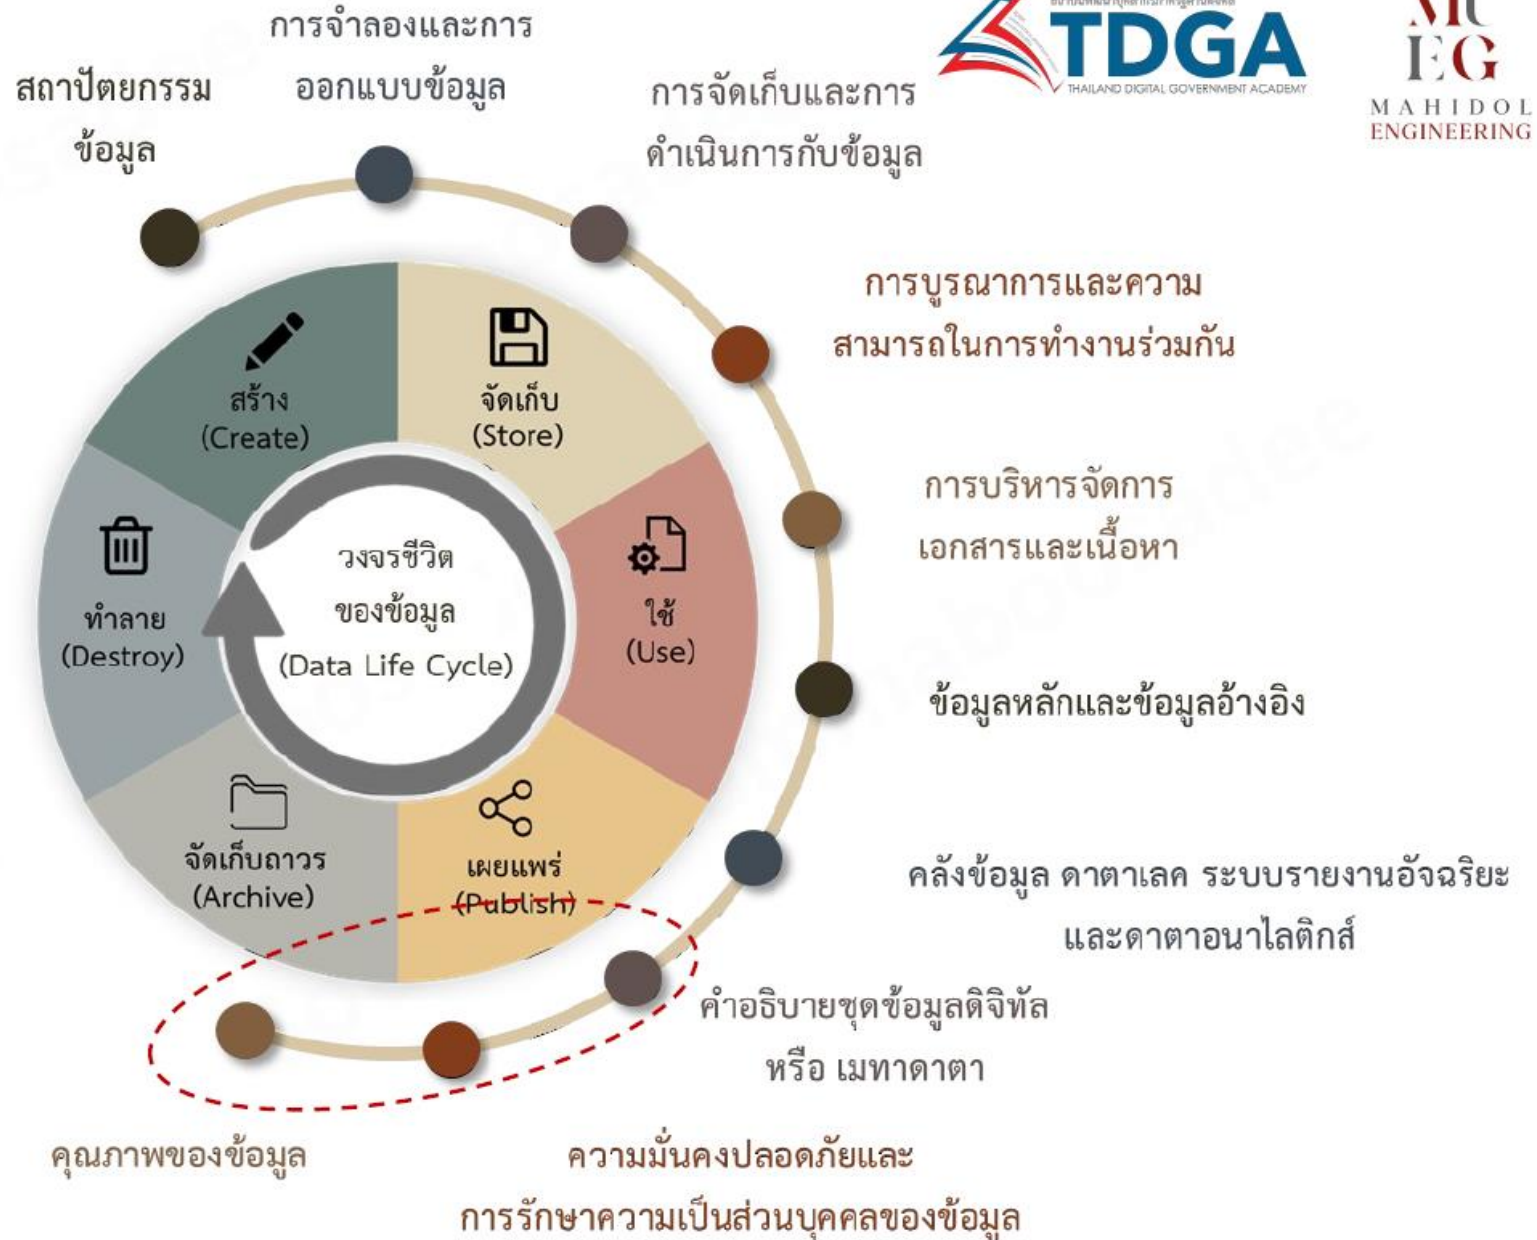 การจำลองและการ
ออกแบบข้อมูล
สถาปัตยกรรม
ข้อมูล
การจัดเก็บและการ
ดำเนินการกับข้อมูล
TDGA
THAILAND DIGITAL GOVERNMENT ACADEMY
EG
MAHIDOL
ENGINEERING
การบูรณาการและความ
สามารถในการทำงานร่วมกัน
สร้าง
(Create)
จัดเก็บ
(Store)
การบริหารจัดการ
เอกสารและเนื้อหา
วงจรชีวิต
ของข้อมูล
(Data Life Cycle)
ทำลาย
(Destroy)
ใช้
(Use)
ข้อมูลหลักและข้อมูลอ้างอิง
จัดเก็บถาวร
(Archive)
เผยแพร่
(Publish)
คลังข้อมูล ดาตาเลค ระบบรายงานอัจฉริยะ
และดาตาอนาไลติกส์
คำอธิบายชุดข้อมูลดิจิทัล
หรือ เมทาดาตา
คุณภาพของข้อมูล
ความมั่นคงปลอดภัยและ
การรักษาความเป็นส่วนบุคคลของข้อมูล